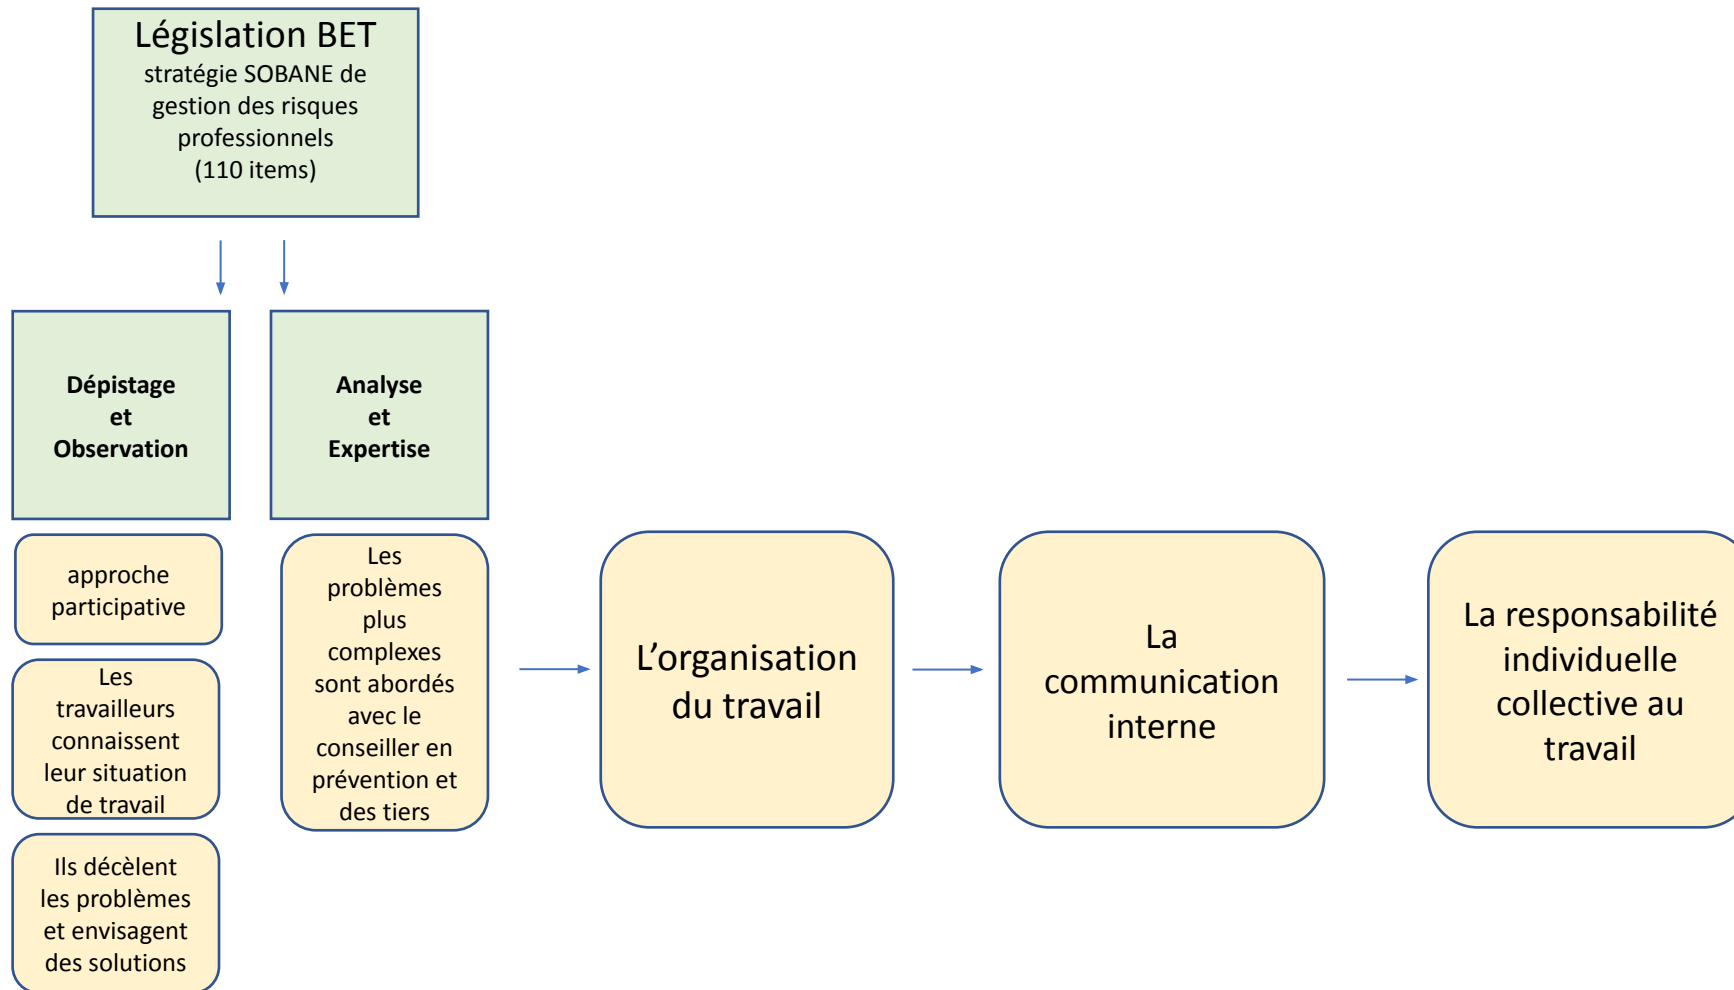 Législation BET
stratégie SOBANE de
gestion des risques
professionnels
(110 items)
Dépistage
et
Observation
Analyse
et
Expertise
approche
participative
Les
travailleurs
connaissent
leur situation
de travail
Ils décèlent
les problèmes
et envisagent
des solutions
Les
problèmes
plus
complexes
sont abordés
avec le
conseiller en
prévention et
des tiers
L’organisation
du travail
La
communication
interne
La responsabilité
individuelle
collective au
travail